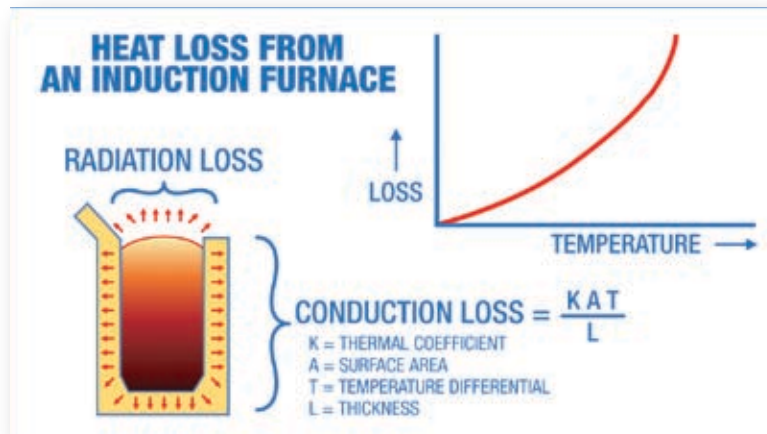 HEAT LOSS FROM
AN INDUCTION FURNACE
RADIATION LOSS
LOSS
TEMPERATURE
CONDUCTION LOSS = K A T / L
K = THERMAL COEFFICIENT
A = SURFACE AREA
T = TEMPERATURE DIFFERENTIAL
L = THICKNESS